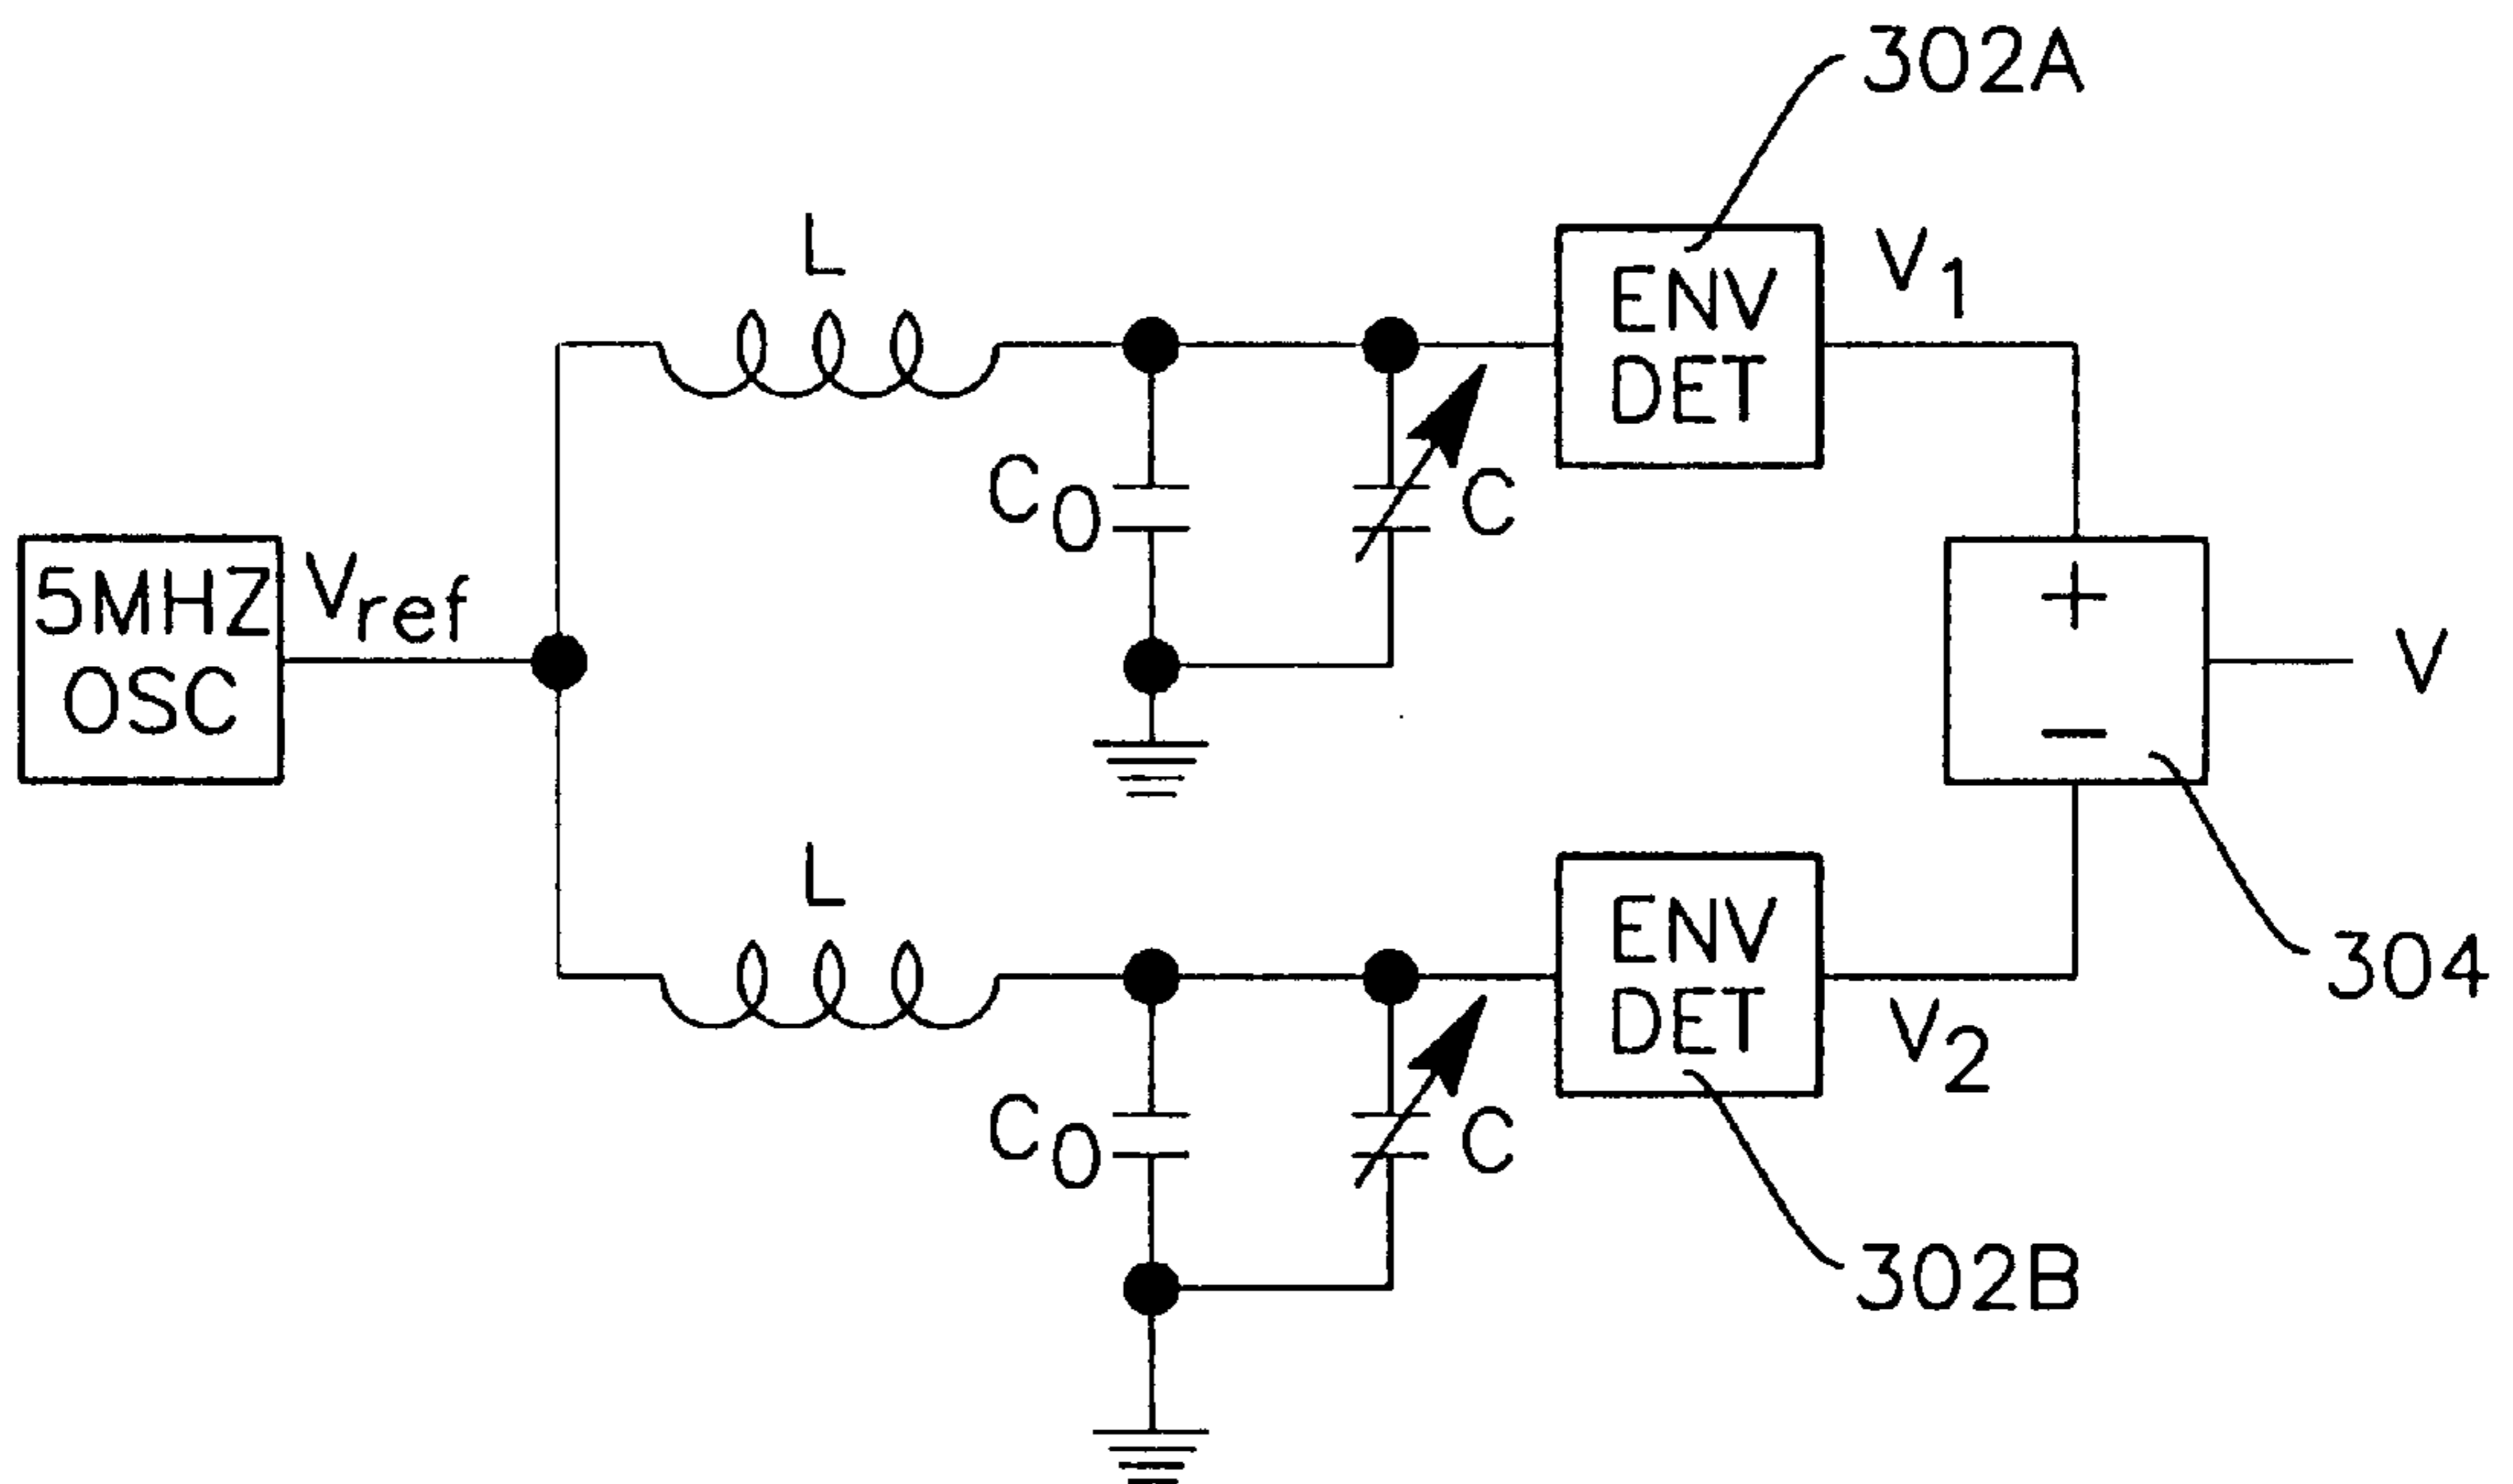 302A
L
ENV
DET
V1
C0
C
5MHZ
OSC
Vref
+
−
V
304
L
ENV
DET
V2
C0
C
302B